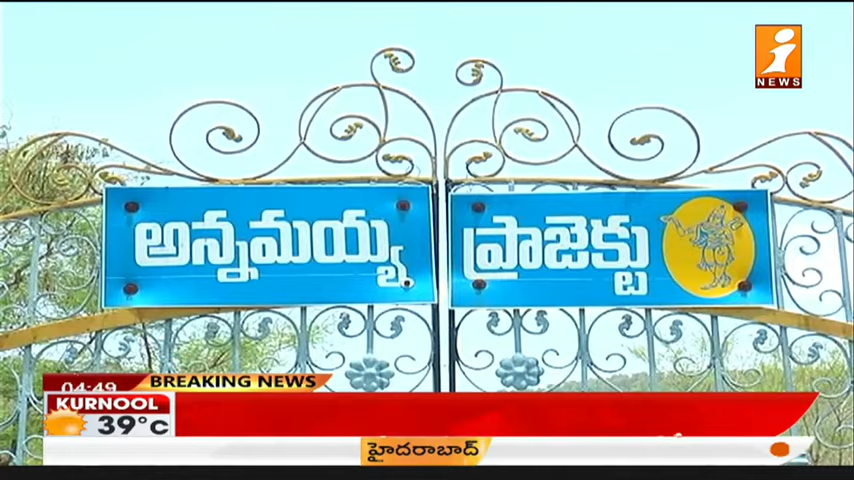 i
NEWS
అన్నమయ్య ప్రాజెక్టు
04:49
BREAKING NEWS
KURNOOL
39°C
హైదరాబాద్